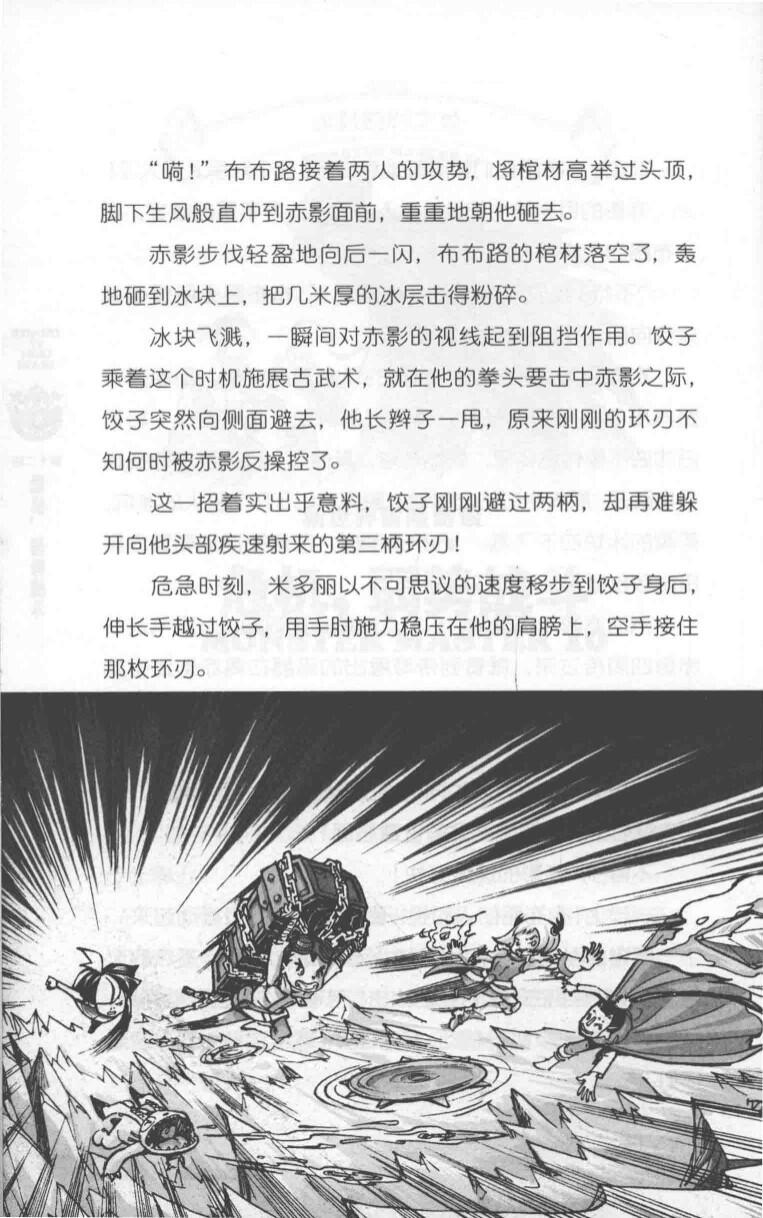 “嗬！”布布路接着两人的攻势，将棺材高举过头顶，
脚下生风般直冲到赤影面前，重重地朝他砸去。
赤影步伐轻盈地向后一闪，布布路的棺材落空了，轰
地砸到冰块上，把几米厚的冰层击得粉碎。
冰块飞溅，一瞬间对赤影的视线起到阻挡作用。饺子
乘着这个时机施展古武术，就在他的拳头要击中赤影之际，
饺子突然向侧面避去，他长辫子一甩，原来刚刚的环刃不
知何时被赤影反操控了。
这一招着实出乎意料，饺子刚刚避过两柄，却再难躲
开向他头部疾速射来的第三柄环刃！
危急时刻，米多丽以不可思议的速度移步到饺子身后，
伸长手越过饺子，用手肘施力稳压在他的肩膀上，空手接住
那枚环刃。